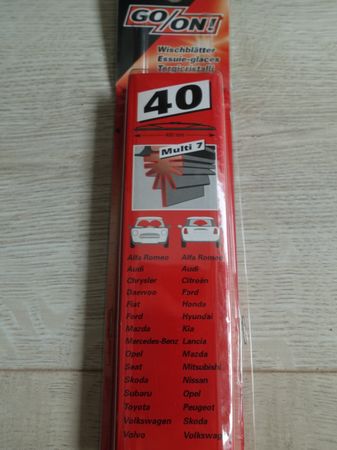 GO/ON!
Wischblätter
Essuie-glaces
Tergicristalli
40
Multi 7
Alfa Romeo Alfa Romeo
Audi Audi
Chrysler Citroën
Daewoo Ford
Fiat Honda
Ford Hyundai
Mazda Kia
Mercedes-Benz Lancia
Opel Mazda
Seat Mitsubishi
Skoda Nissan
Subaru Opel
Toyota Peugeot
Volkswagen Skoda
Volvo Volkswag